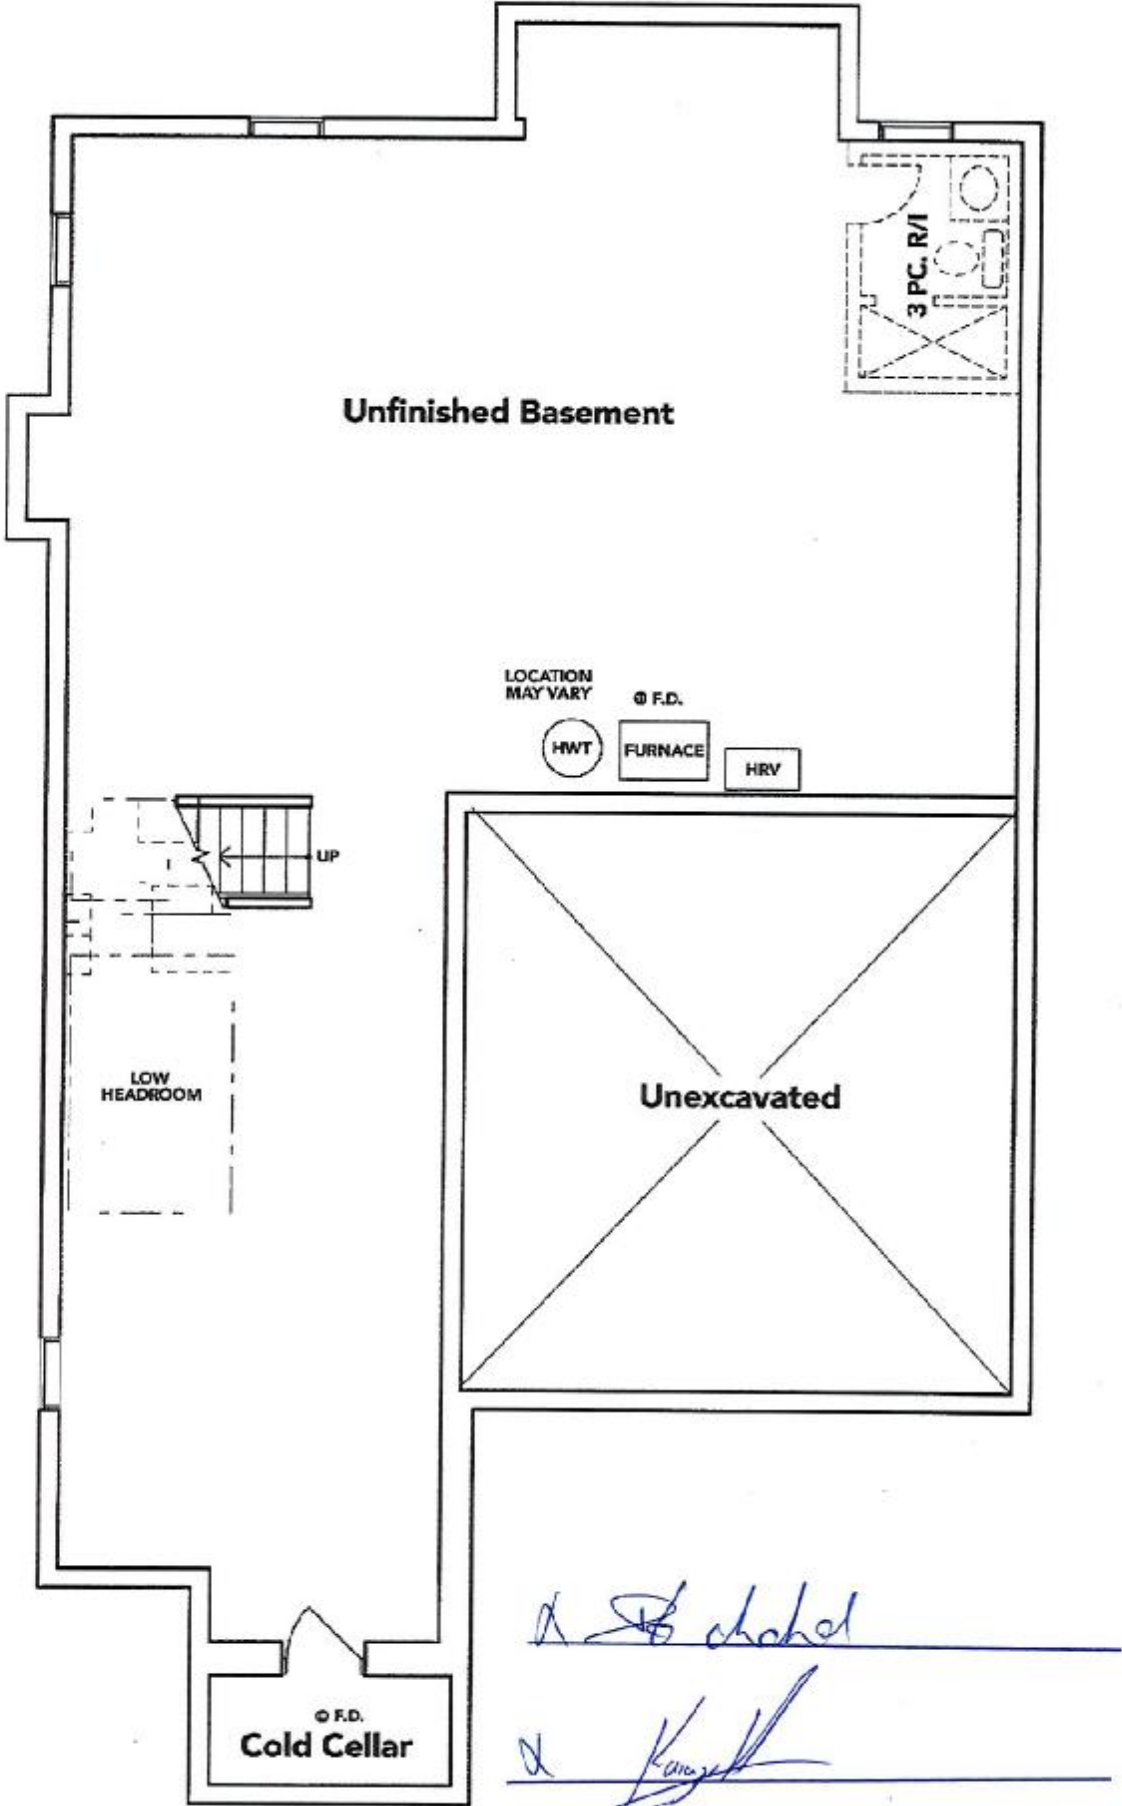 3 PC. R/I
Unfinished Basement
LOCATION
MAY VARY
F.D.
HWT
FURNACE
HRV
UP
LOW
HEADROOM
Unexcavated
F.D.
Cold Cellar